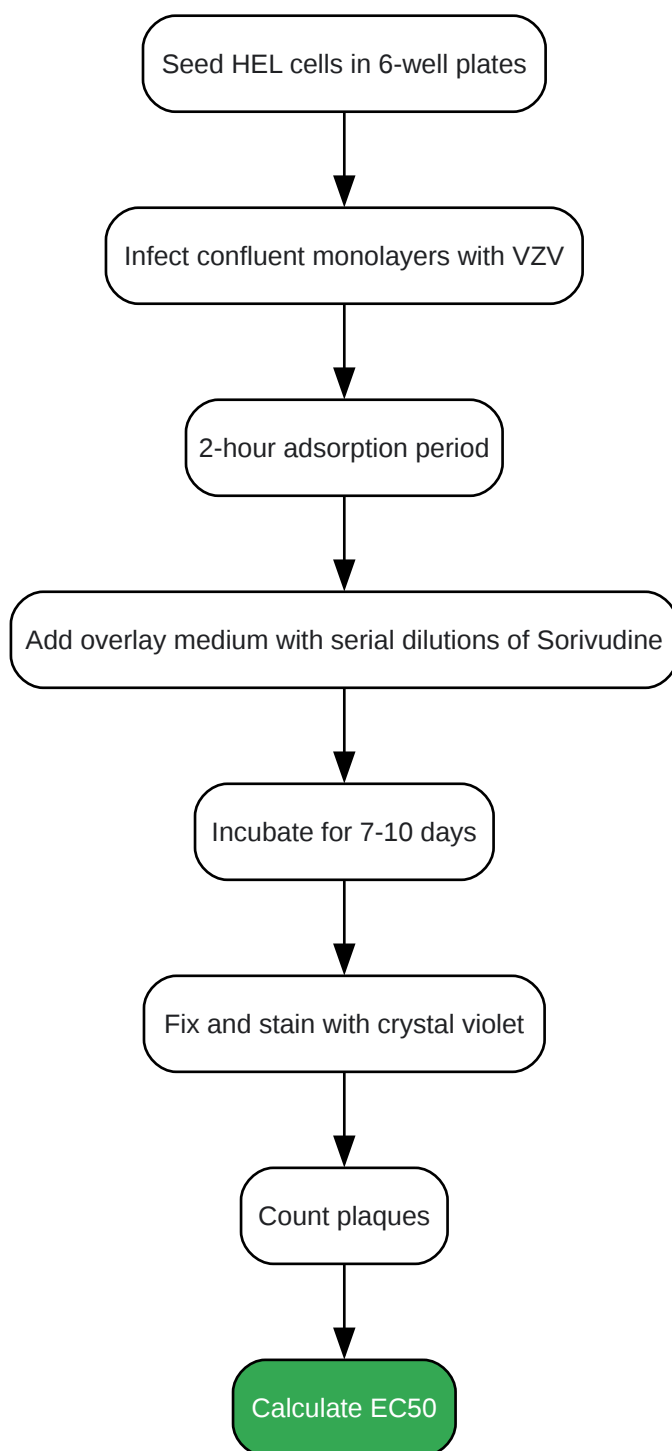 Seed HEL cells in 6-well plates
Infect confluent monolayers with VZV
2-hour adsorption period
Add overlay medium with serial dilutions of Sorivudine
Incubate for 7-10 days
Fix and stain with crystal violet
Count plaques
Calculate EC50